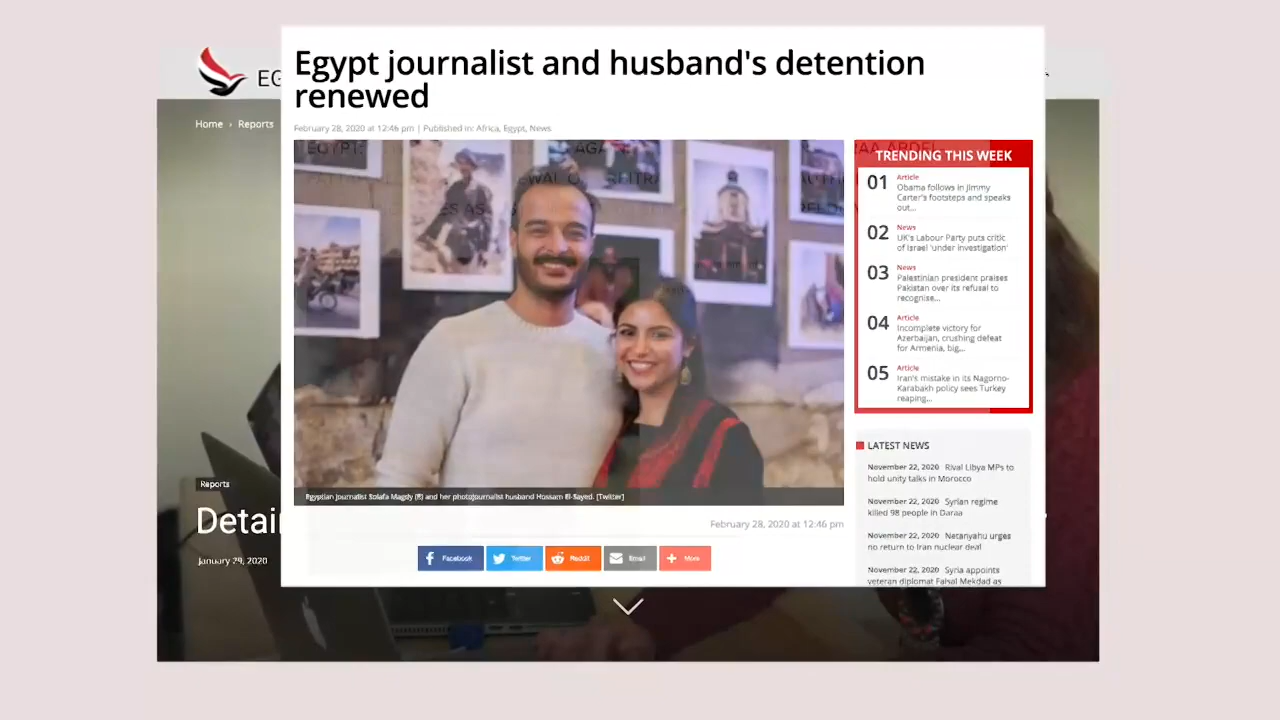 Egypt journalist and husband's detention
renewed
February 28, 2020 at 12:46 pm | Published in: Africa, Egypt, News
EG
Home › Reports
TRENDING THIS WEEK
01 Article
Obama follows in Jimmy
Carter's footsteps and speaks
out...
02 News
UK's Labour Party puts critic
of Israel 'under investigation'
03 News
Palestinian president praises
Pakistan over its refusal to
recognise...
04 Article
Incomplete victory for
Azerbaijan, crushing defeat
for Armenia, big...
05 Article
Iran's mistake in its Nagorno-
Karabakh policy sees Turkey
reaping...
LATEST NEWS
November 22, 2020 Rival Libya MPs to
hold unity talks in Morocco
November 22, 2020 Syrian regime
killed 98 people in Daraa
November 22, 2020 Netanyahu urges
no return to Iran nuclear deal
November 22, 2020 Syria appoints
veteran diplomat Faisal Mekdad as
Egyptian journalist Solafa Magdy (R) and her photojournalist husband Hossam El-Sayed. [Twitter]
February 28, 2020 at 12:46 pm
Facebook Twitter Reddit Email More
Reports
Detai
January 29, 2020